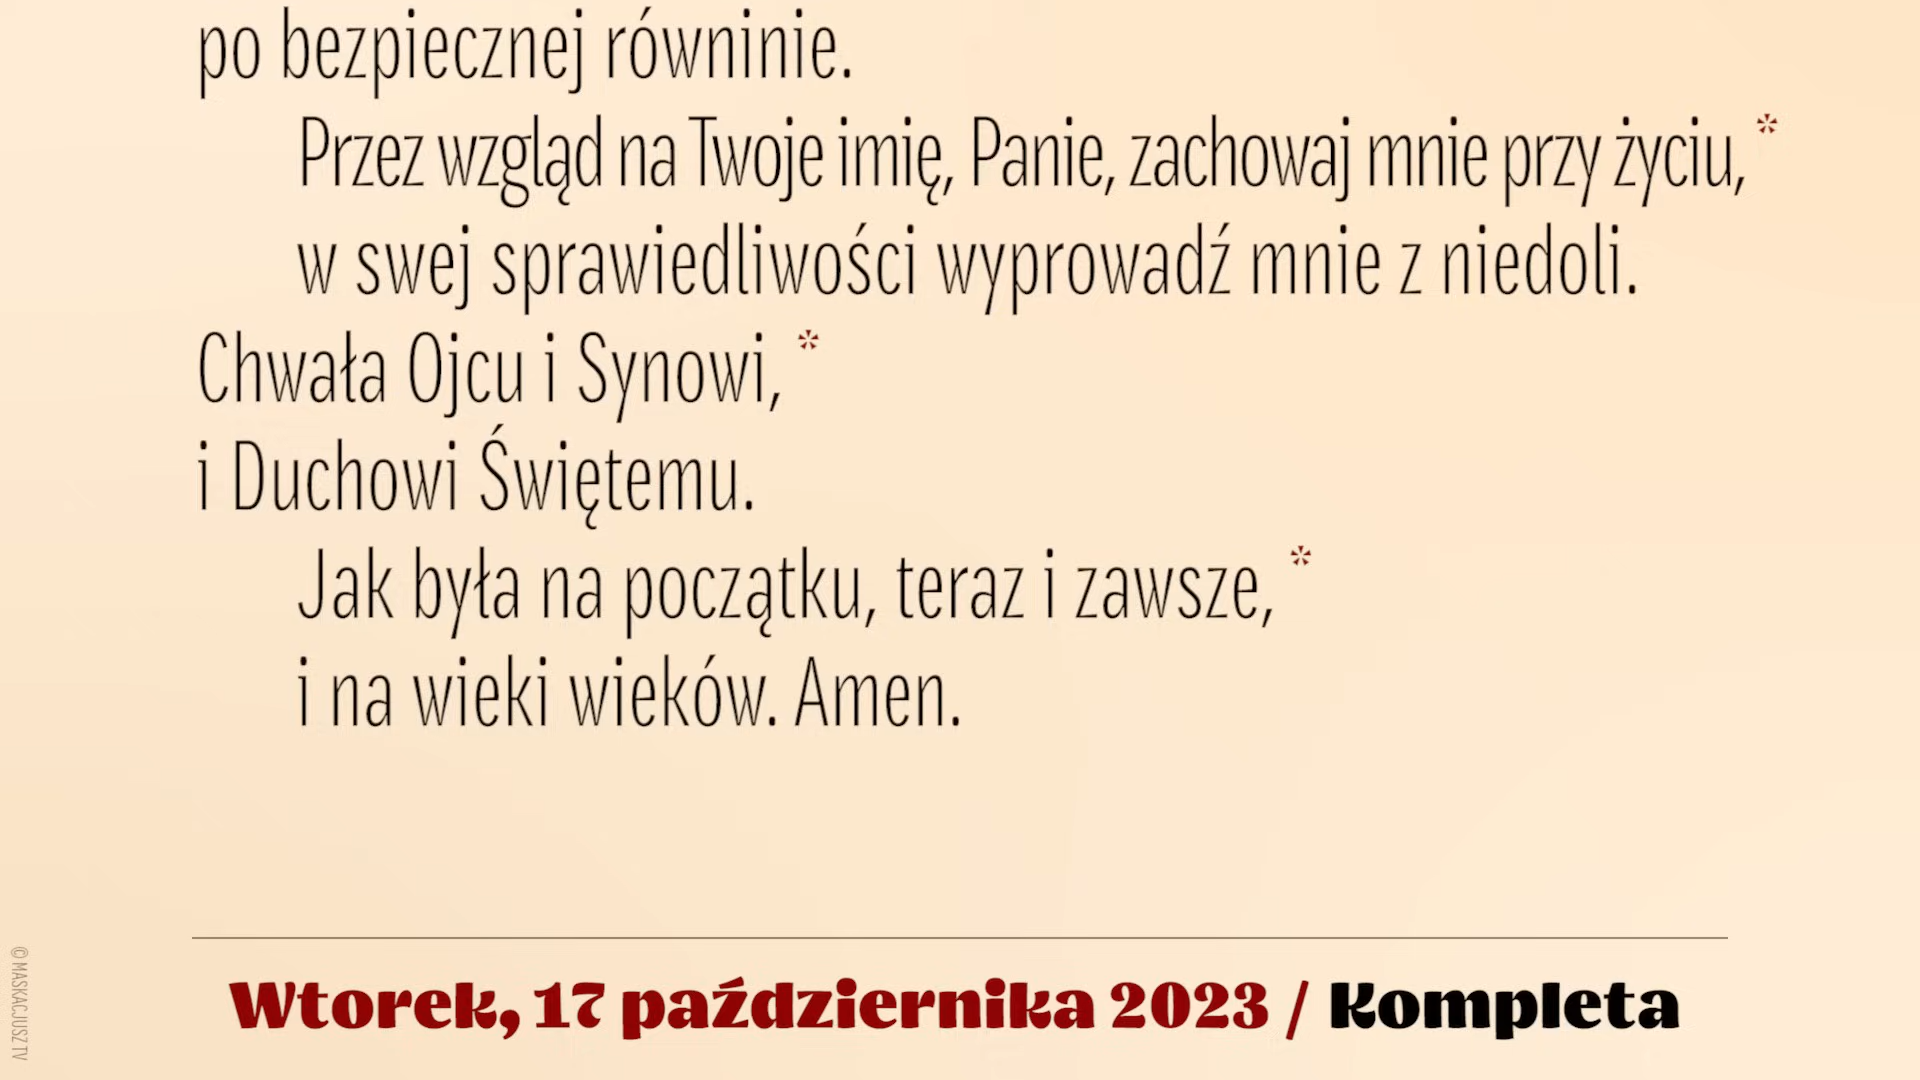 po bezpiecznej równinie.
Przez wzgląd na Twoje imię, Panie, zachowaj mnie przy życiu, *
w swej sprawiedliwości wyprowadź mnie z niedoli.
Chwała Ojcu i Synowi, *
i Duchowi Świętemu.
Jak była na początku, teraz i zawsze, *
i na wieki wieków. Amen.
Wtorek, 17 października 2023 / Kompleta
© MASKACJUSZ TV